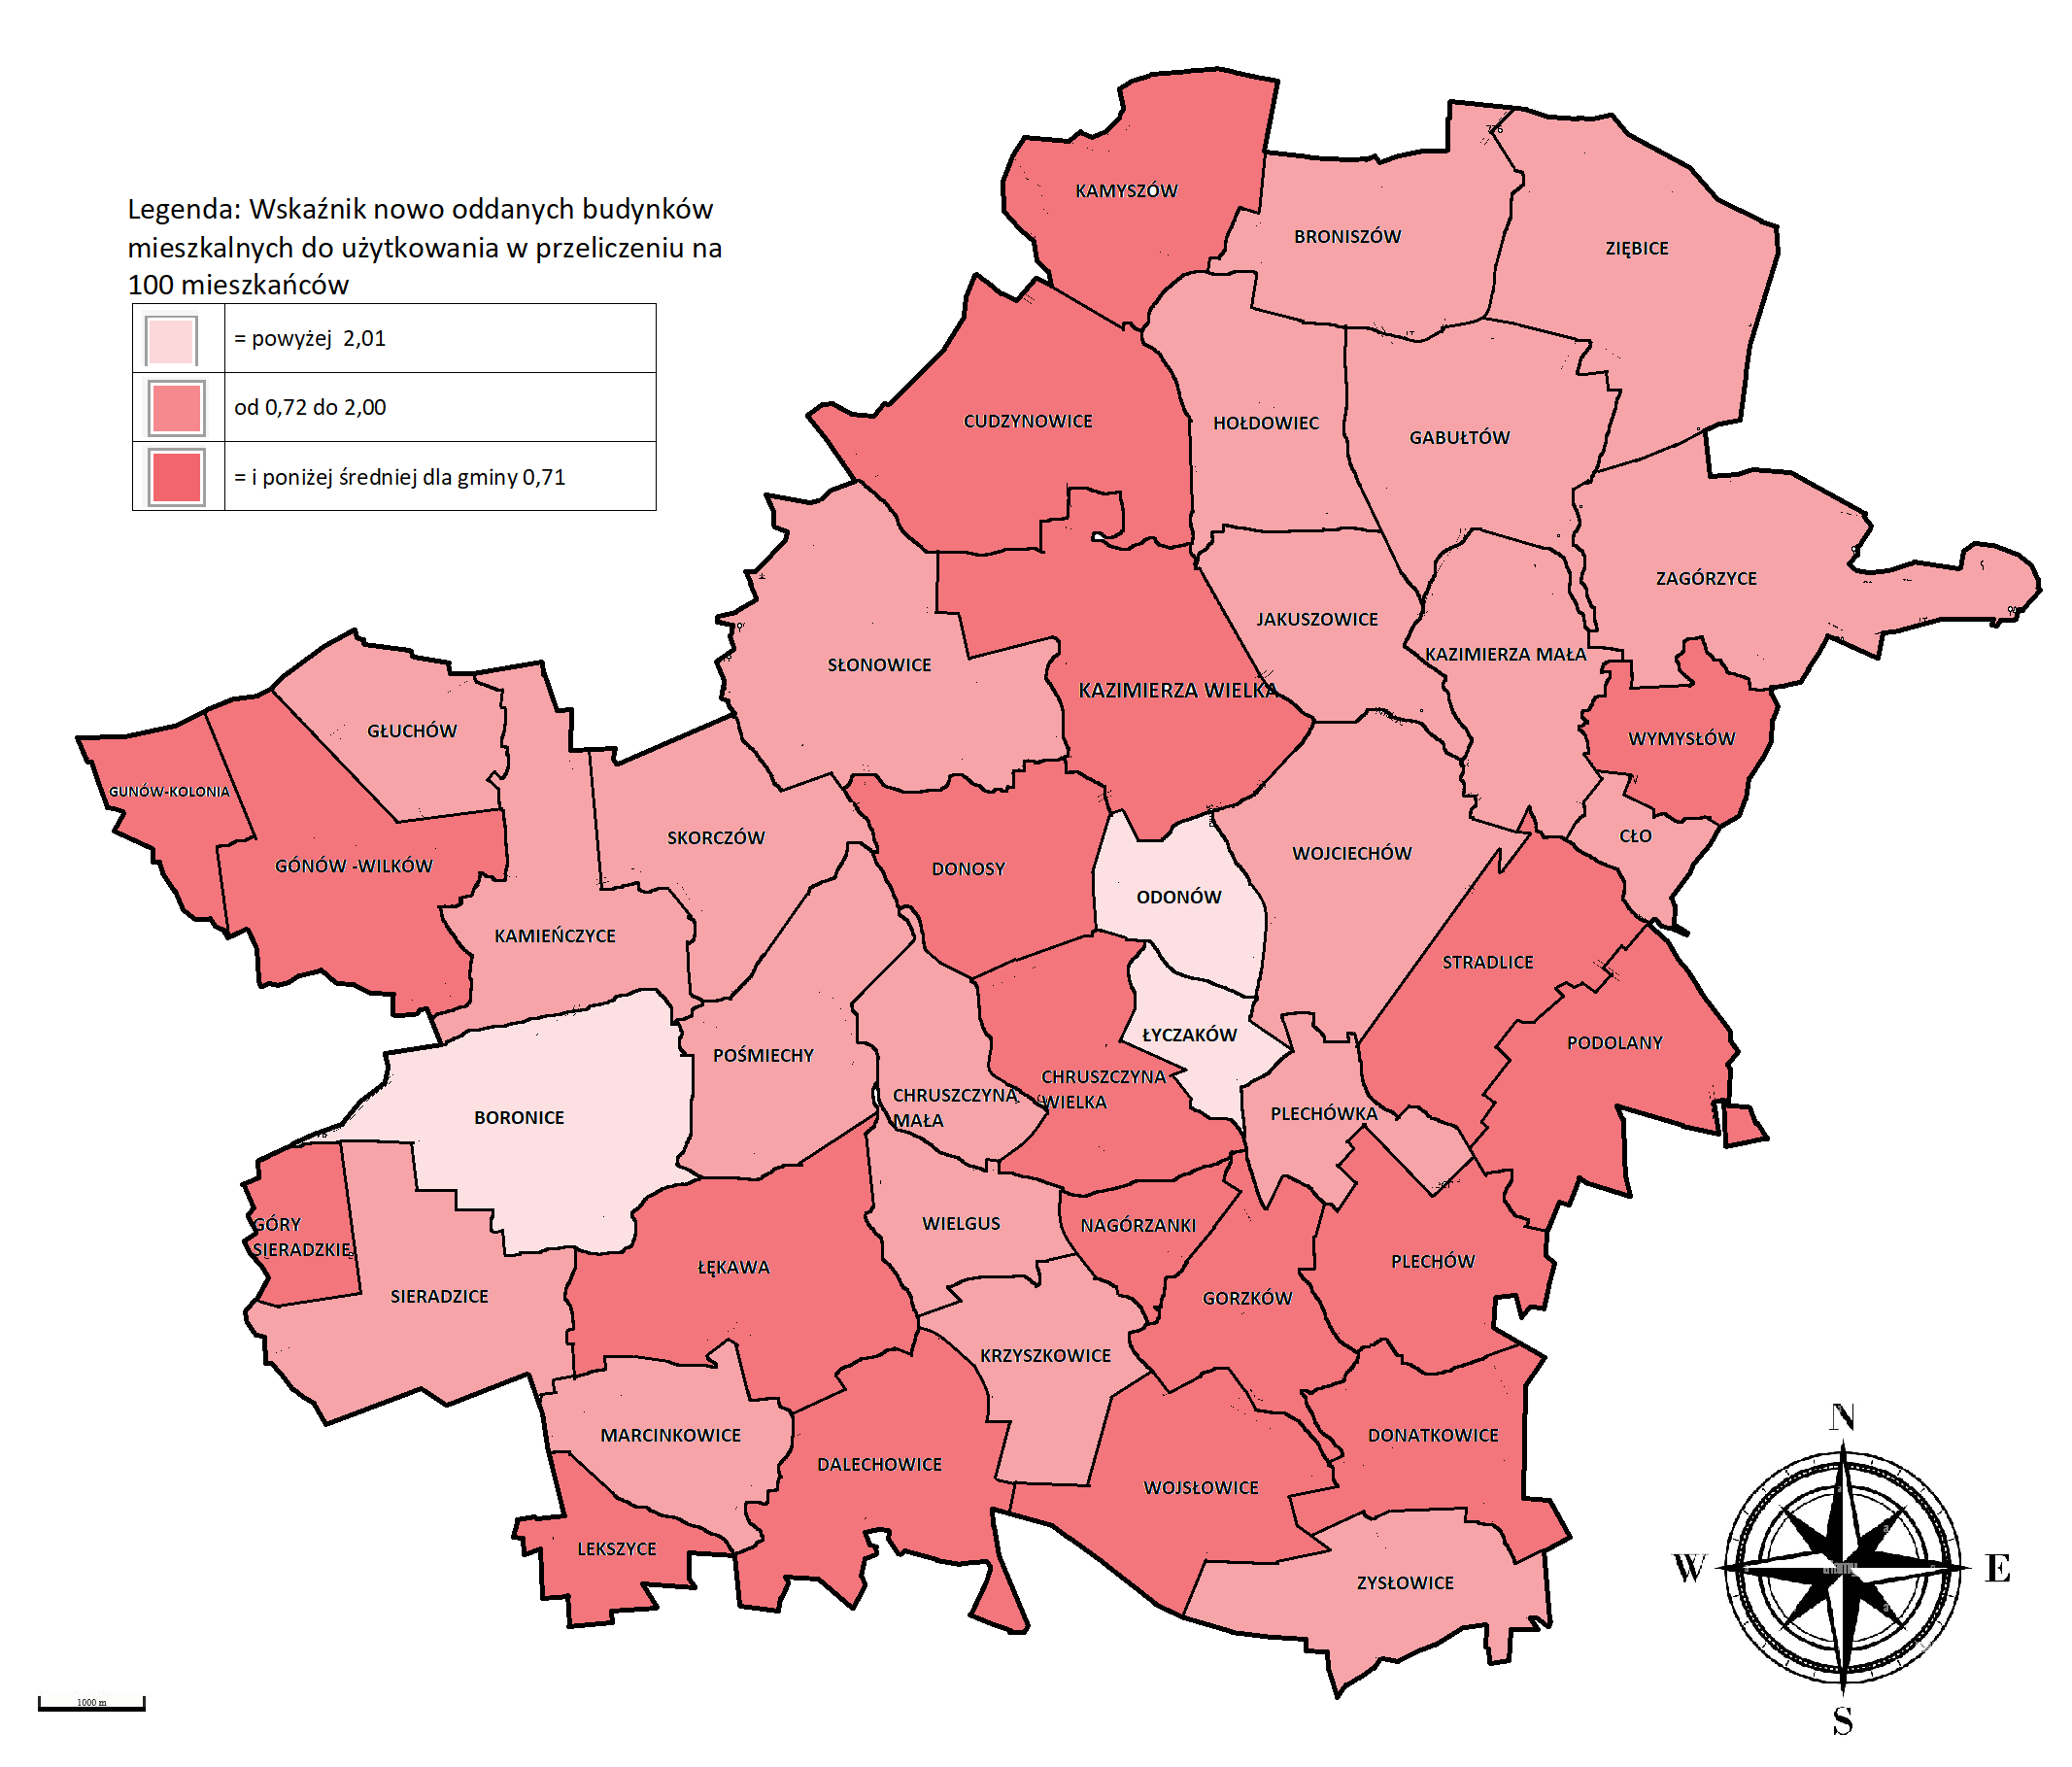 Legenda: Wskaźnik nowo oddanych budynków
mieszkalnych do użytkowania w przeliczeniu na
100 mieszkańców
= powyżej 2,01
od 0,72 do 2,00
= i poniżej średniej dla gminy 0,71
KAMYSZÓW
BRONISZÓW
ZIĘBICE
CUDZYNOWICE
HOŁDOWIEC
GABUŁTÓW
ZAGÓRZYCE
JAKUSZOWICE
KAZIMIERZA MAŁA
SŁONOWICE
KAZIMIERZA WIELKA
GŁUCHÓW
WYMYSŁÓW
GUNÓW-KOLONIA
SKORCZÓW
CŁO
GÓNÓW -WILKÓW
DONOSY
WOJCIECHÓW
ODONÓW
KAMIEŃCZYCE
STRADLICE
ŁYCZAKÓW
PODOLANY
POŚMIECHY
CHRUSZCZYNA
WIELKA
CHRUSZCZYNA
MAŁA
BORONICE
PLECHÓWKA
GÓRY
SIERADZKIE
WIELGUS
NAGÓRZANKI
ŁĘKAWA
PLECHÓW
SIERADZICE
GORZKÓW
KRZYSZKOWICE
MARCINKOWICE
DONATKOWICE
DALECHOWICE
WOJSŁOWICE
LEKSZYCE
ZYSŁOWICE
N
W
E
S
1000 m